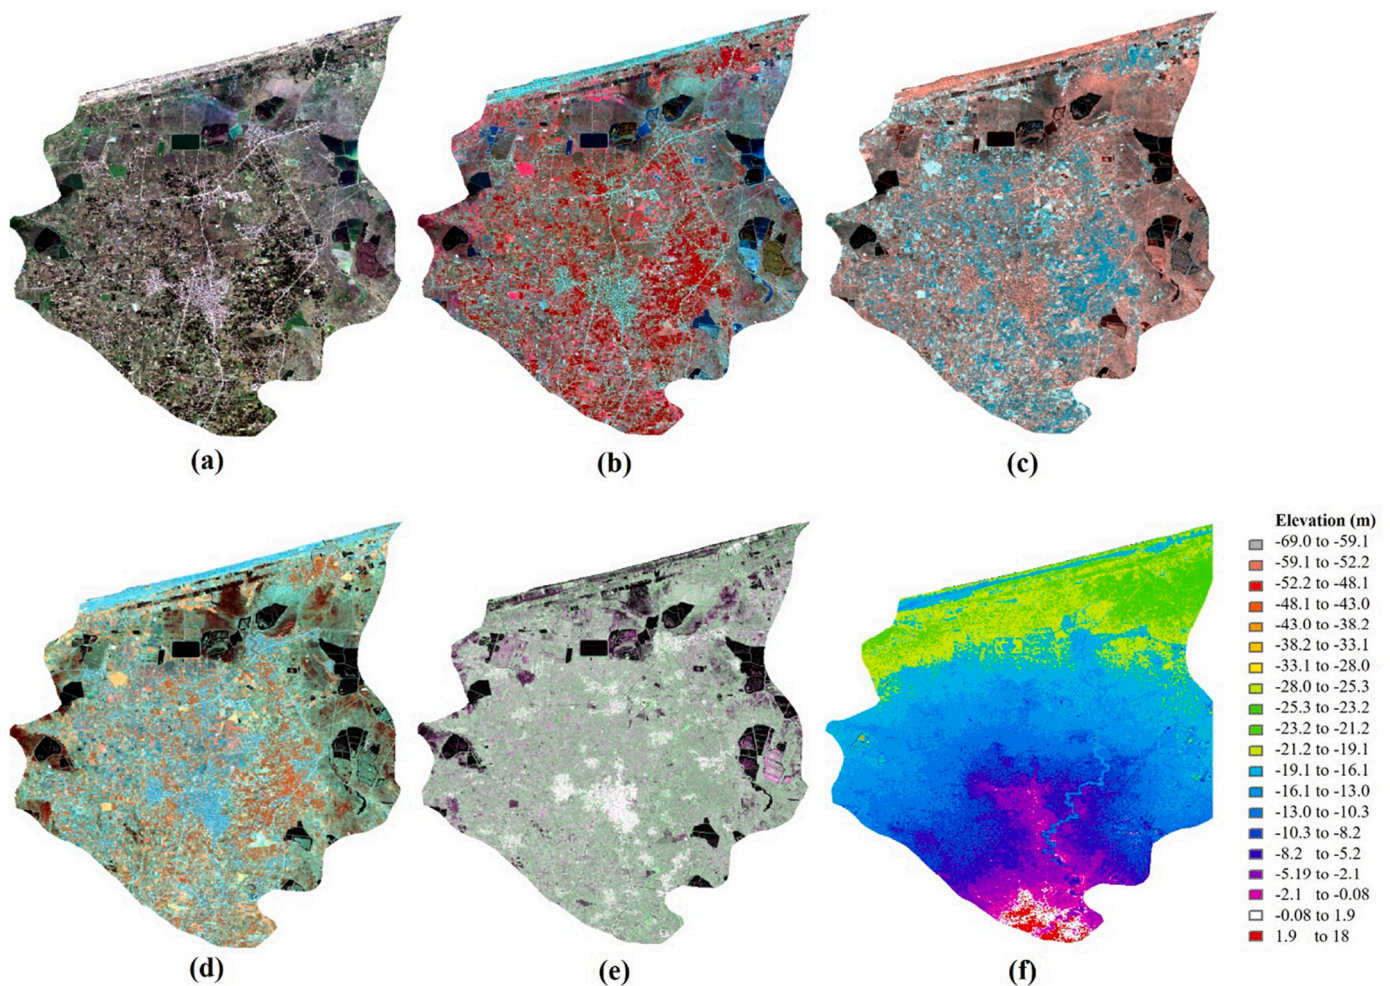 (a)
(b)
(c)
(d)
(e)
(f)
Elevation (m)
-69.0 to -59.1
-59.1 to -52.2
-52.2 to -48.1
-48.1 to -43.0
-43.0 to -38.2
-38.2 to -33.1
-33.1 to -28.0
-28.0 to -25.3
-25.3 to -23.2
-23.2 to -21.2
-21.2 to -19.1
-19.1 to -16.1
-16.1 to -13.0
-13.0 to -10.3
-10.3 to -8.2
-8.2 to -5.2
-5.19 to -2.1
-2.1 to -0.08
-0.08 to 1.9
1.9 to 18